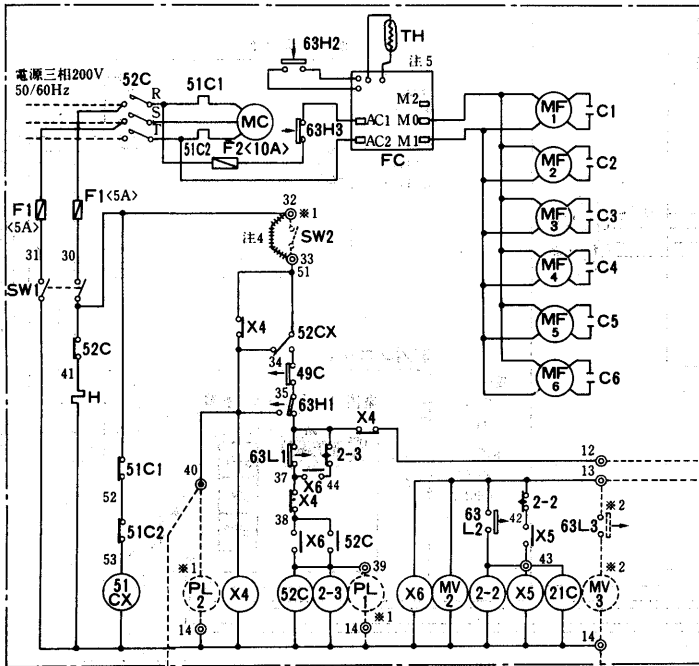 63H2
TH
注5
電源三相200V
50/60Hz
52C
R
S
T
51C1
MC
51C2
F2<10A>
63H3
M2
AC1 M0
AC2 M1
FC
MF
1
C1
MF
2
C2
MF
3
C3
MF
4
C4
MF
5
C5
MF
6
C6
F1
<5A>
F1<5A>
31
30
SW1
32
※1
注4
SW2
33
51
X4
52CX
34
49C
52C
41
H
35
63H1
X4
12
13
63L1
2-3
37
X6
44
X4
38
X6
52C
39
51C1
52
51C2
53
51
CX
40
※1
PL
2
14
X4
52C
2-3
PL
1
※1
14
63
L2
42
2-2
X5
43
※2
63L3
※2
X6
MV
2
2-2
X5
21C
MV
3
14